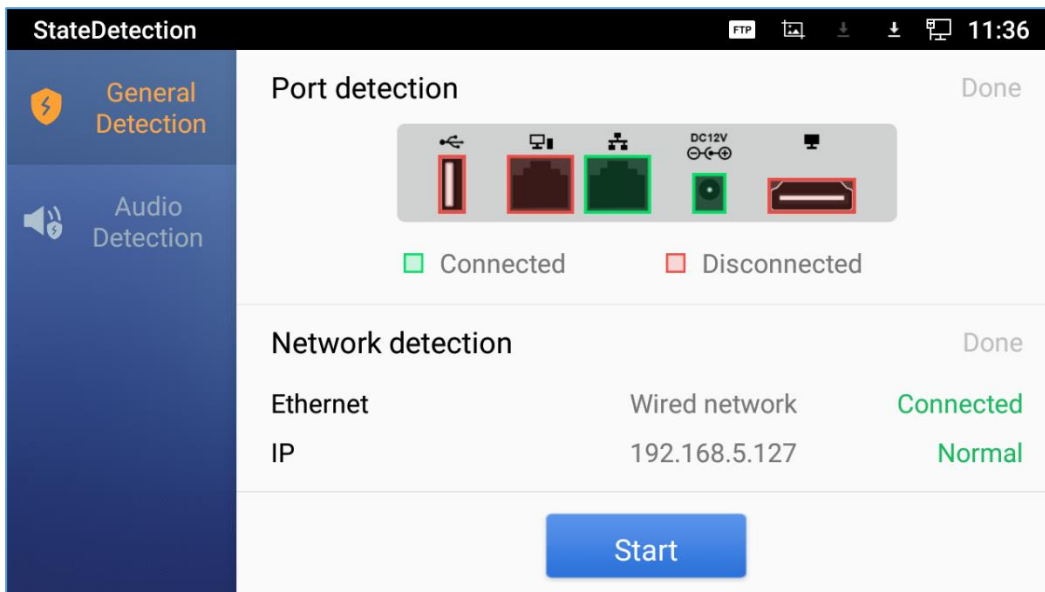 StateDetection
FTP 11:36
General
Detection
Audio
Detection
Port detection Done
DC12V
Connected Disconnected
Network detection Done
Ethernet Wired network Connected
IP 192.168.5.127 Normal
Start